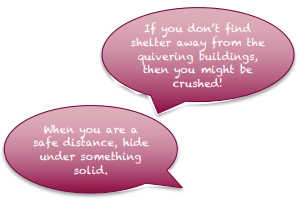 If you don't find
shelter away from the
quivering buildings,
then you might be
crushed!
When you are a
safe distance, hide
under something
solid.